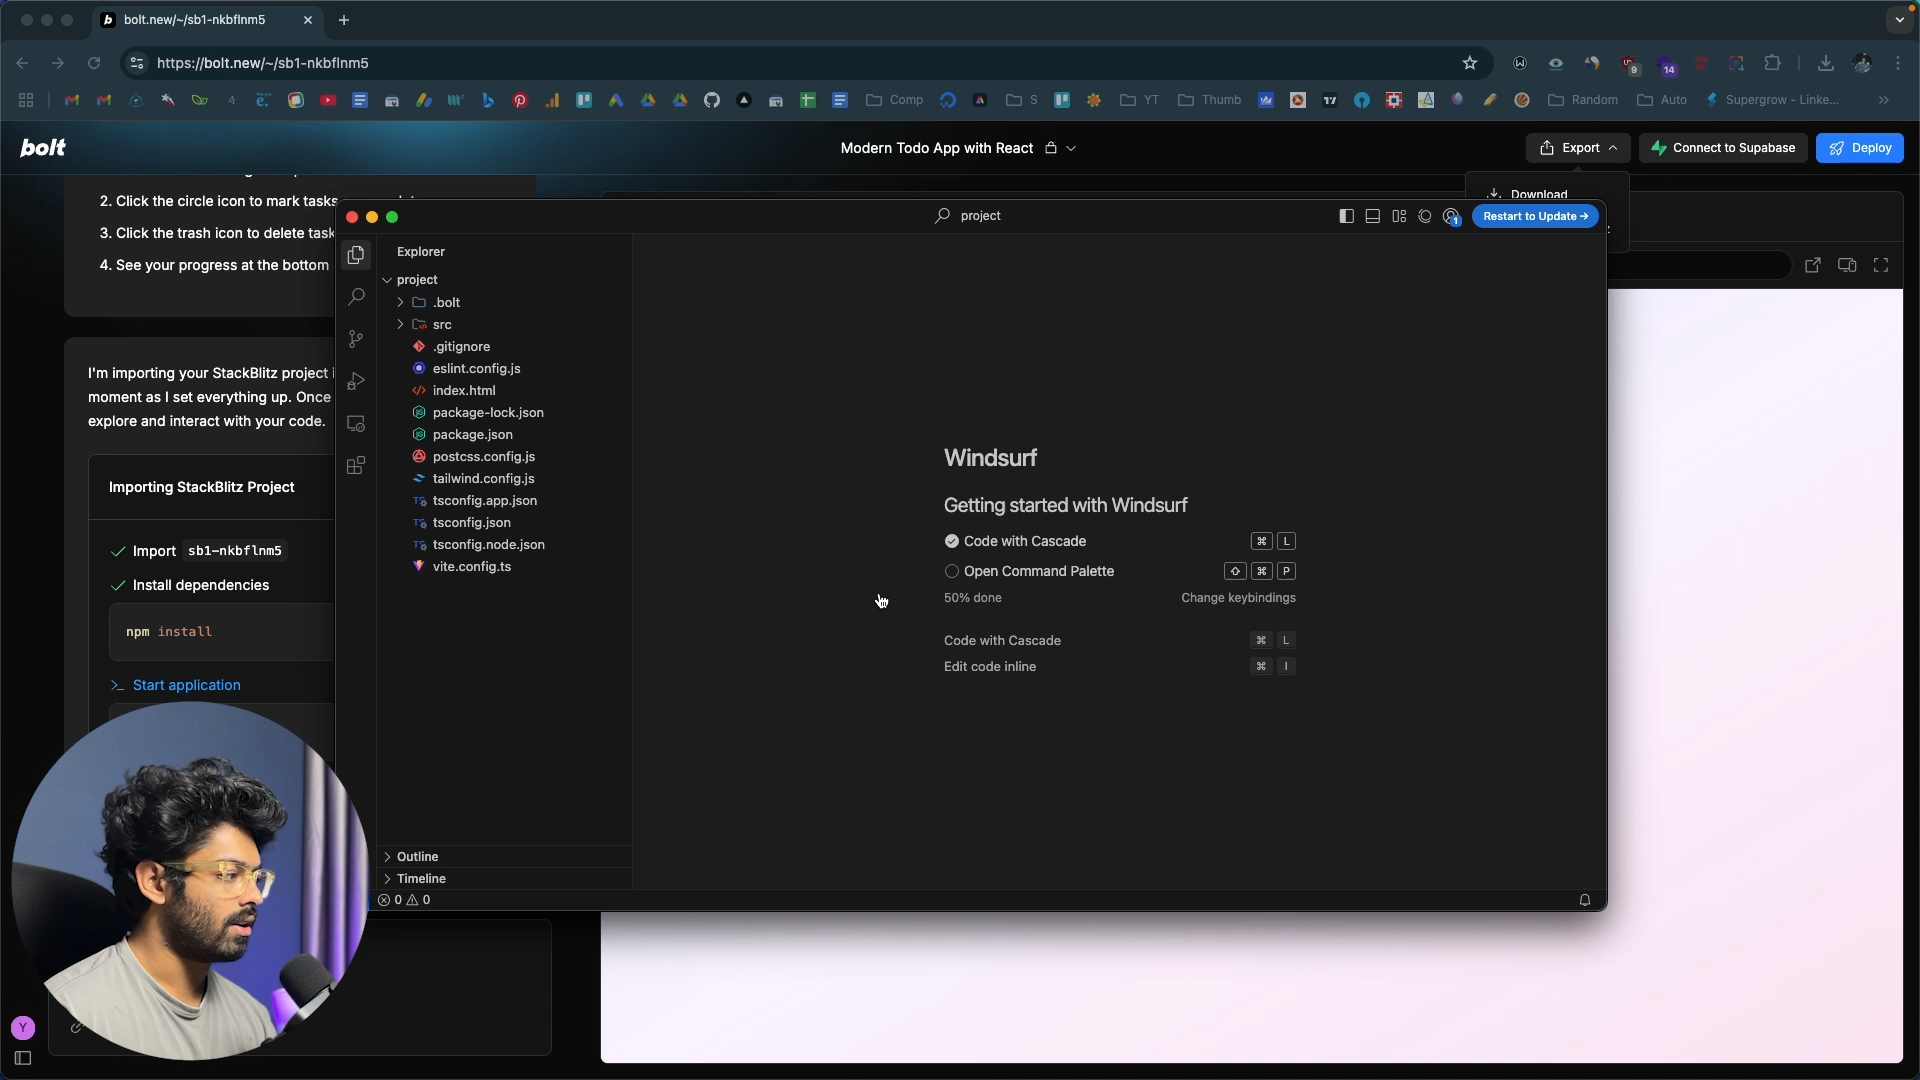 bolt.new/~/sb1-nkbflnm5
https://bolt.new/~/sb1-nkbflnm5
9
14
Comp
S
YT
Thumb
Random
Auto
Supergrow - Linke...
bolt
Modern Todo App with React
Export
Connect to Supabase
Deploy
Download
2. Click the circle icon to mark tasks
3. Click the trash icon to delete task
4. See your progress at the bottom
project
1
Restart to Update →
Explorer
project
.bolt
src
.gitignore
eslint.config.js
index.html
package-lock.json
package.json
postcss.config.js
tailwind.config.js
tsconfig.app.json
tsconfig.json
tsconfig.node.json
vite.config.ts
I'm importing your StackBlitz project i
moment as I set everything up. Once
explore and interact with your code.
Importing StackBlitz Project
Import sb1-nkbflnm5
Install dependencies
npm install
Start application
Windsurf
Getting started with Windsurf
Code with Cascade ⌘ L
Open Command Palette ⇧ ⌘ P
50% done Change keybindings
Code with Cascade ⌘ L
Edit code inline ⌘ I
Outline
Timeline
0 0
Y